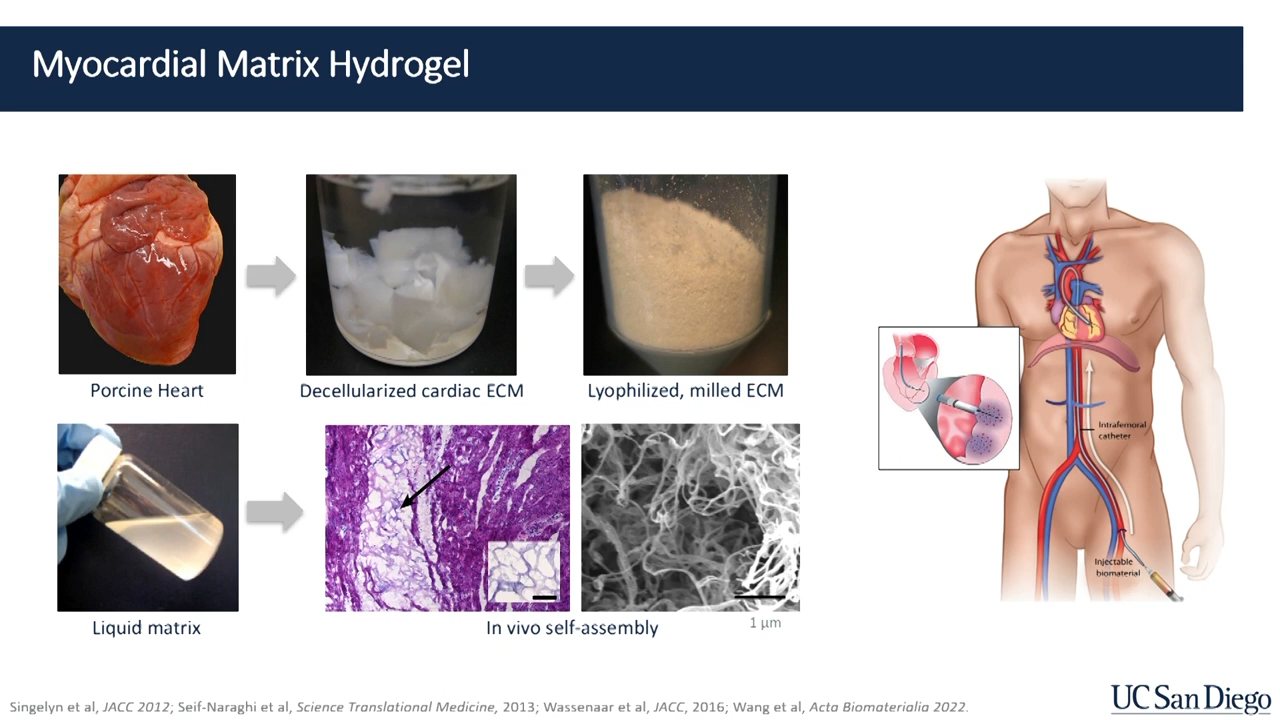 Myocardial Matrix Hydrogel
Porcine Heart
Decellularized cardiac ECM
Lyophilized, milled ECM
Intrafemoral
catheter
Injectable
biomaterial
Liquid matrix
In vivo self-assembly
1 μm
Singelyn et al, JACC 2012; Seif-Naraghi et al, Science Translational Medicine, 2013; Wassenaar et al, JACC, 2016; Wang et al, Acta Biomaterialia 2022.
UC San Diego